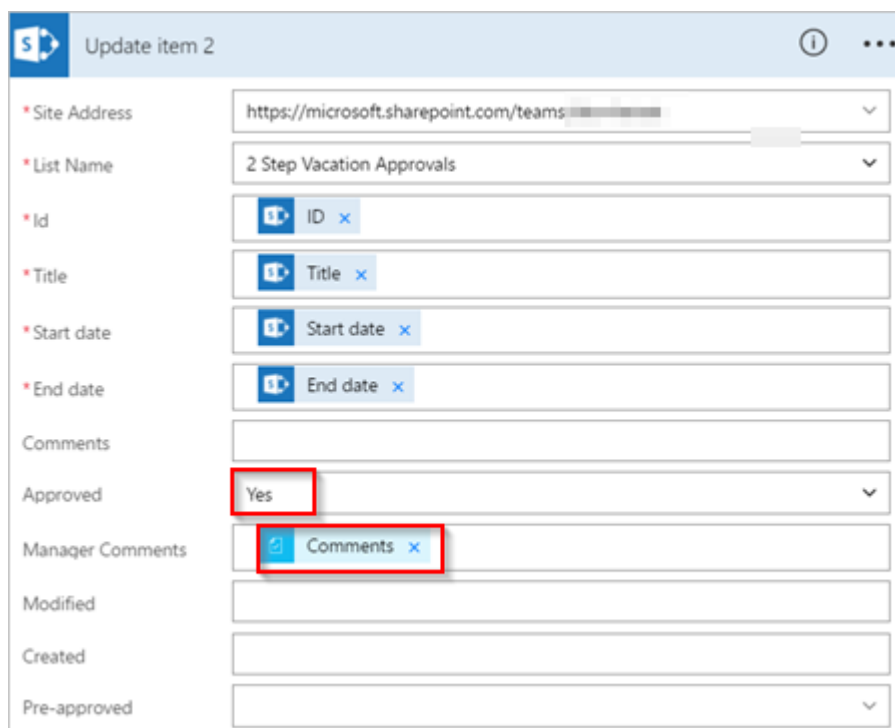 Update item 2
* Site Address https://microsoft.sharepoint.com/teams
* List Name 2 Step Vacation Approvals
* Id ID ×
* Title Title ×
* Start date Start date ×
* End date End date ×
Comments
Approved Yes
Manager Comments Comments ×
Modified
Created
Pre-approved